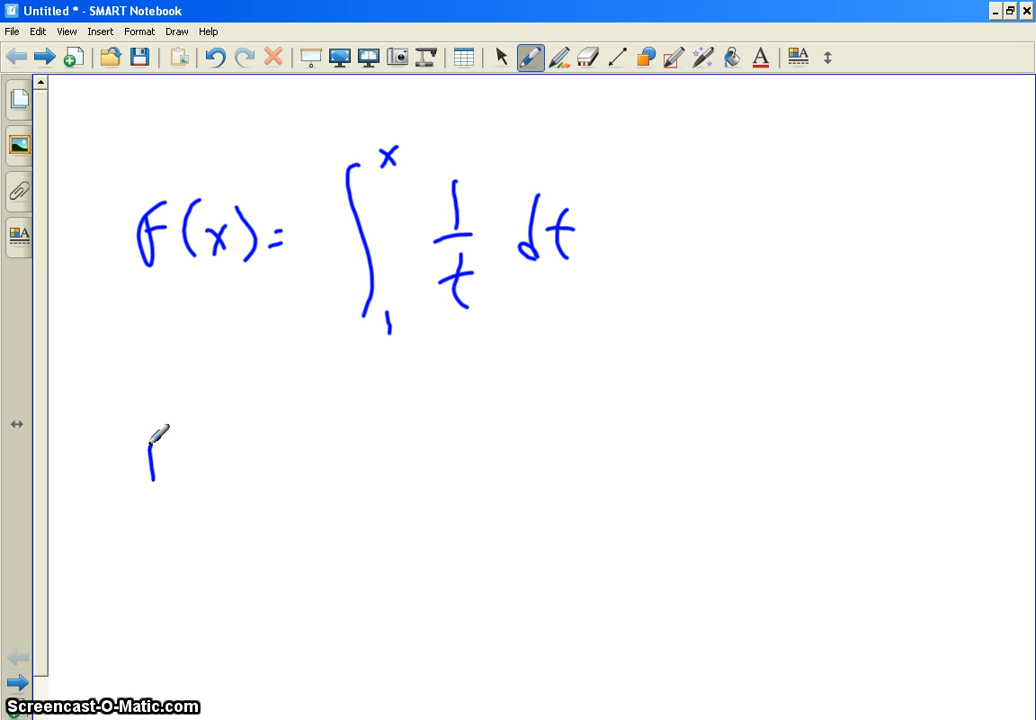 Untitled * - SMART Notebook
File Edit View Insert Format Draw Help
F(x) = ∫₁ˣ 1/t dt
Screencast-O-Matic.com